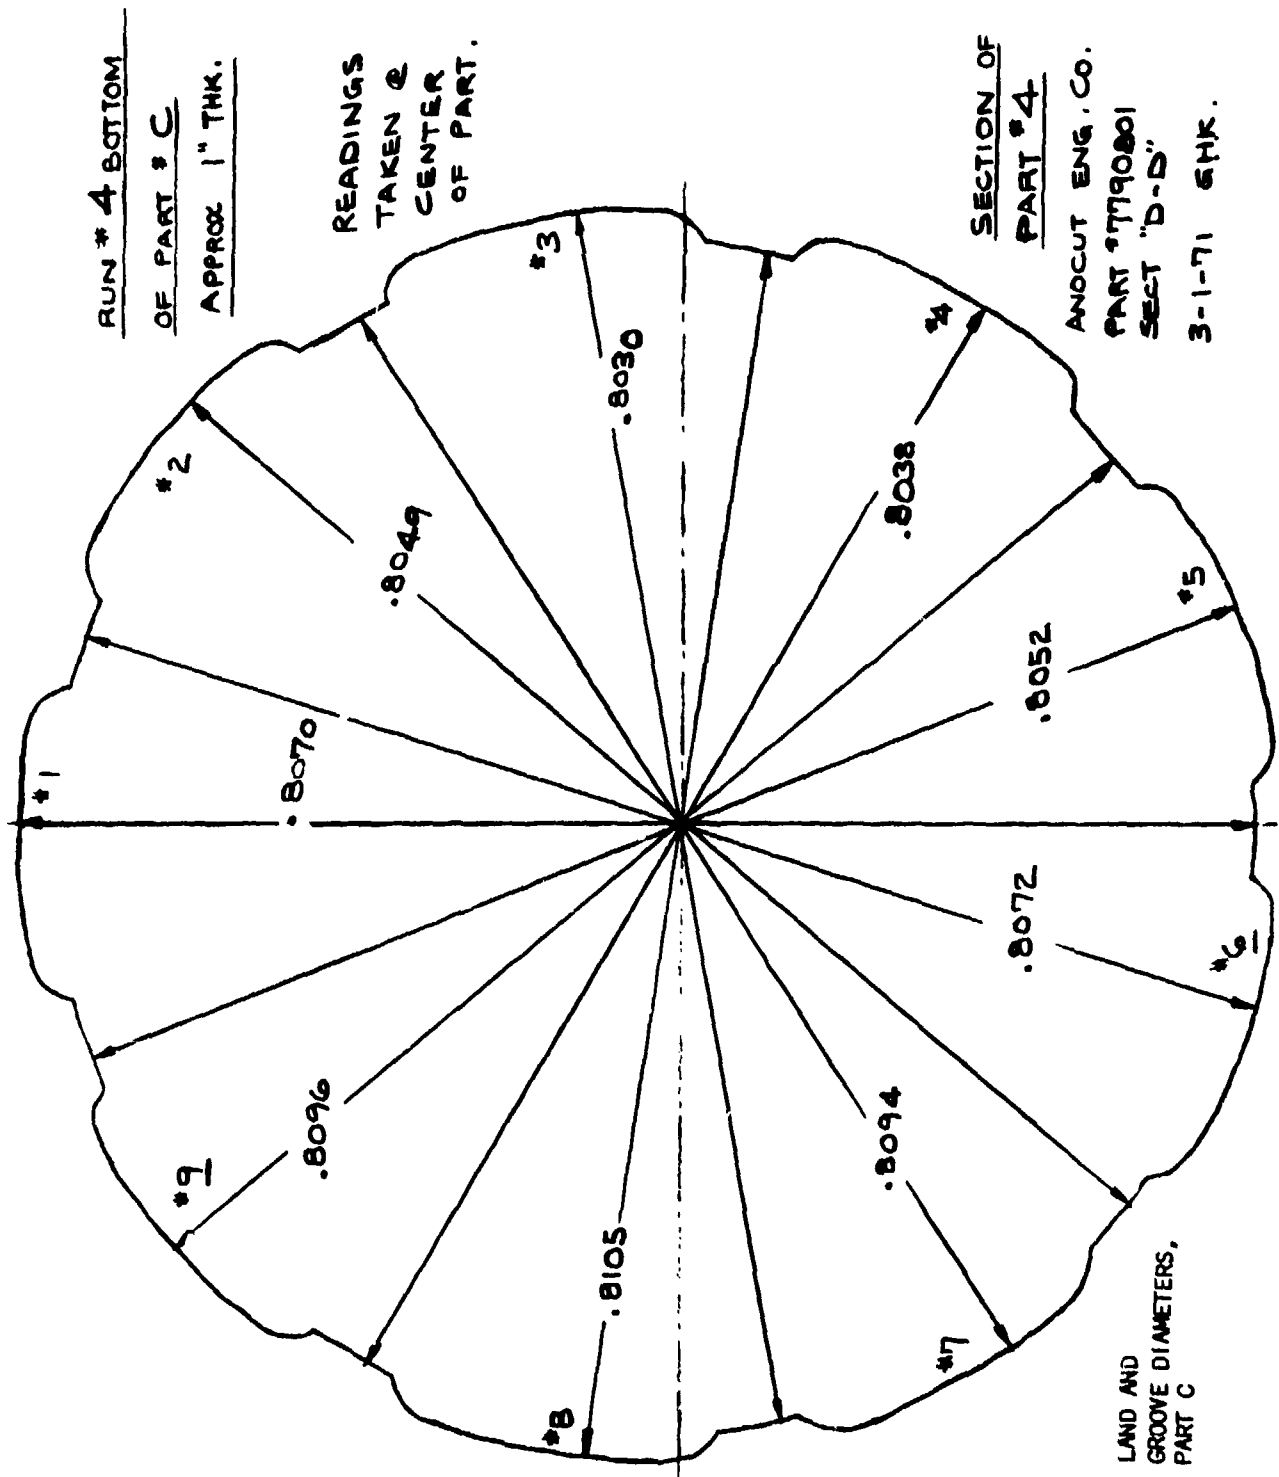 RUN # 4 BOTTOM
OF PART # C
APPROX 1" THK.
READINGS
TAKEN @
CENTER
OF PART.
#1
.8070
#2
.8049
#3
.8030
#4
.8038
#5
.8052
#6
.8072
#7
.8094
#8
.8105
#9
.8096
SECTION OF
PART #4
ANOCUT ENG. CO.
PART #7790801
SECT "D-D"
3-1-71 GHK.
LAND AND
GROOVE DIAMETERS,
PART C